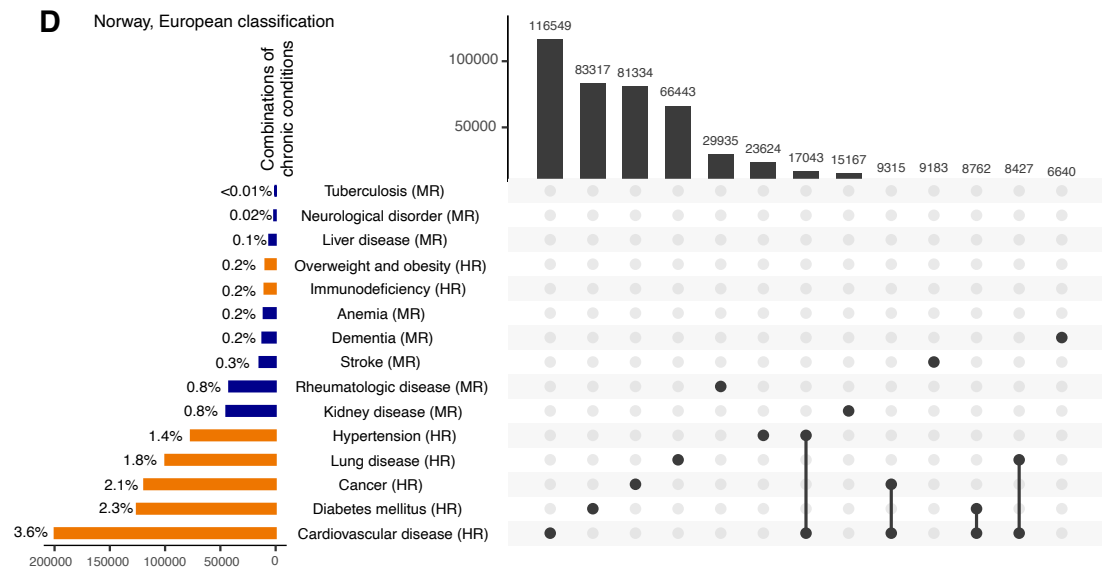 D
Norway, European classification
Combinations of
chronic conditions
116549
83317
81334
66443
29935
23624
17043
15167
9315
9183
8762
8427
6640
100000
50000
<0.01% Tuberculosis (MR)
0.02% Neurological disorder (MR)
0.1% Liver disease (MR)
0.2% Overweight and obesity (HR)
0.2% Immunodeficiency (HR)
0.2% Anemia (MR)
0.2% Dementia (MR)
0.3% Stroke (MR)
0.8% Rheumatologic disease (MR)
0.8% Kidney disease (MR)
1.4% Hypertension (HR)
1.8% Lung disease (HR)
2.1% Cancer (HR)
2.3% Diabetes mellitus (HR)
3.6% Cardiovascular disease (HR)
200000 150000 100000 50000 0